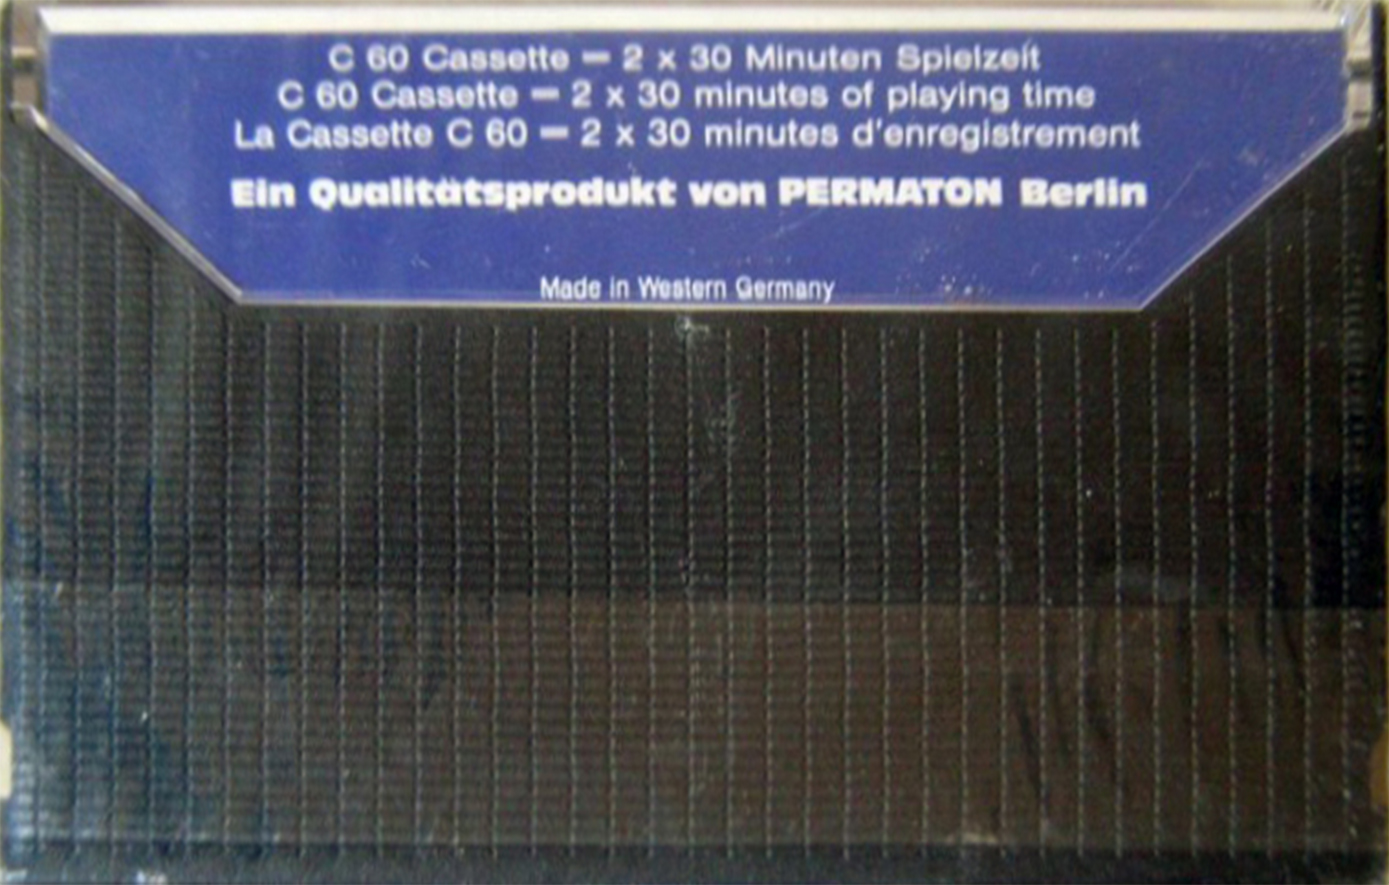 C 60 Cassette – 2 x 30 Minuten Spielzeit
C 60 Cassette – 2 x 30 minutes of playing time
La Cassette C 60 – 2 x 30 minutes d'enregistrement
Ein Qualitätsprodukt von PERMATON Berlin
Made in Western Germany